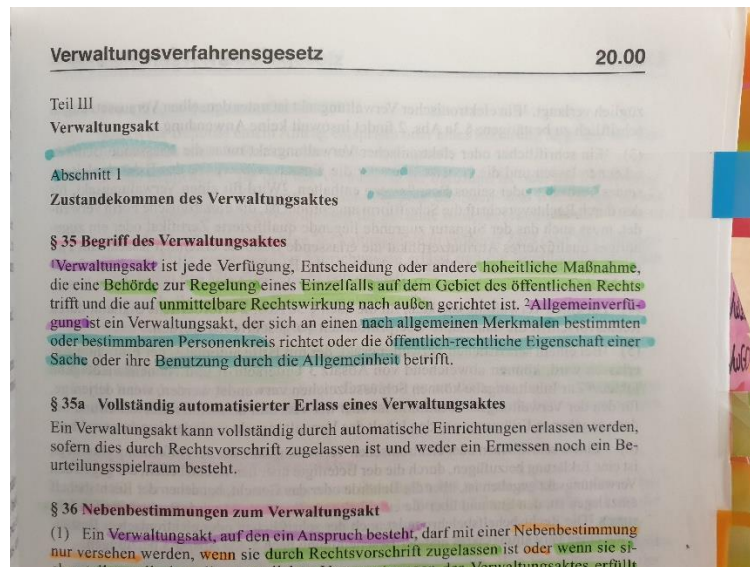 Verwaltungsverfahrensgesetz 20.00
Teil III
Verwaltungsakt
Abschnitt 1
Zustandekommen des Verwaltungsaktes
§ 35 Begriff des Verwaltungsaktes
¹Verwaltungsakt ist jede Verfügung, Entscheidung oder andere hoheitliche Maßnahme,
die eine Behörde zur Regelung eines Einzelfalls auf dem Gebiet des öffentlichen Rechts
trifft und die auf unmittelbare Rechtswirkung nach außen gerichtet ist. ²Allgemeinverfü-
gung ist ein Verwaltungsakt, der sich an einen nach allgemeinen Merkmalen bestimmten
oder bestimmbaren Personenkreis richtet oder die öffentlich-rechtliche Eigenschaft einer
Sache oder ihre Benutzung durch die Allgemeinheit betrifft.
§ 35a Vollständig automatisierter Erlass eines Verwaltungsaktes
Ein Verwaltungsakt kann vollständig durch automatische Einrichtungen erlassen werden,
sofern dies durch Rechtsvorschrift zugelassen ist und weder ein Ermessen noch ein Be-
urteilungsspielraum besteht.
§ 36 Nebenbestimmungen zum Verwaltungsakt
(1) Ein Verwaltungsakt, auf den ein Anspruch besteht, darf mit einer Nebenbestimmung
nur versehen werden, wenn sie durch Rechtsvorschrift zugelassen ist oder wenn sie si-
Verwaltungsaktes erfüllt